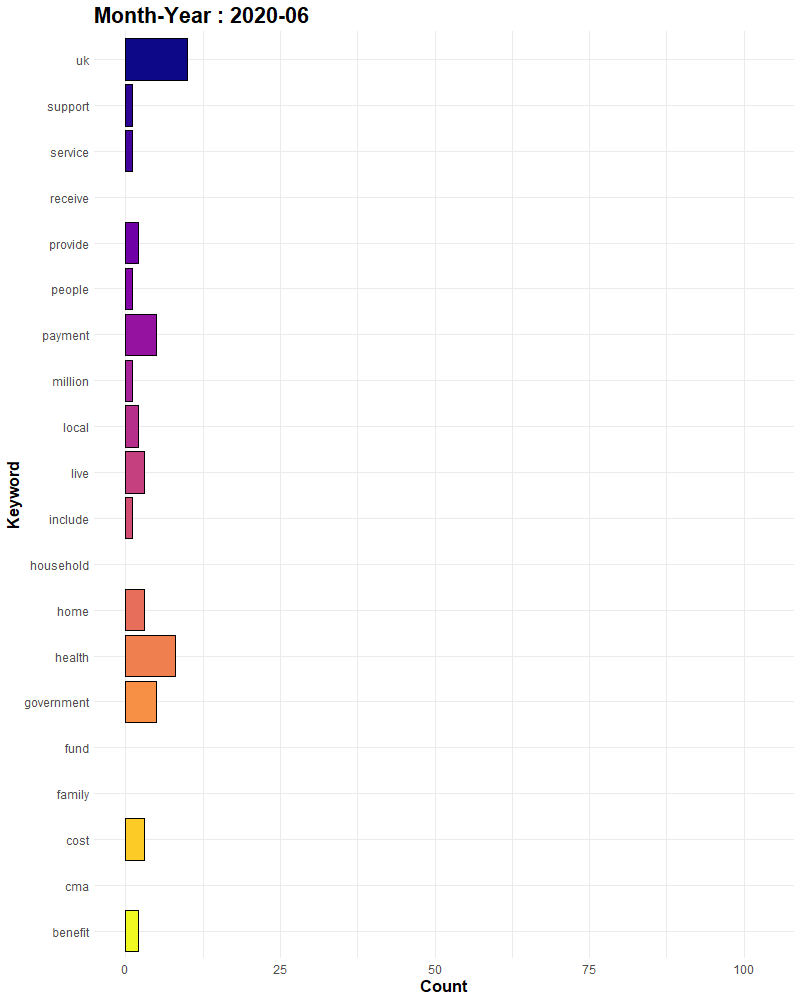 Month-Year : 2020-06
uk
support
service
receive
provide
people
payment
million
local
live
include
household
home
health
government
fund
family
cost
cma
benefit
Keyword
0 25 50 75 100
Count